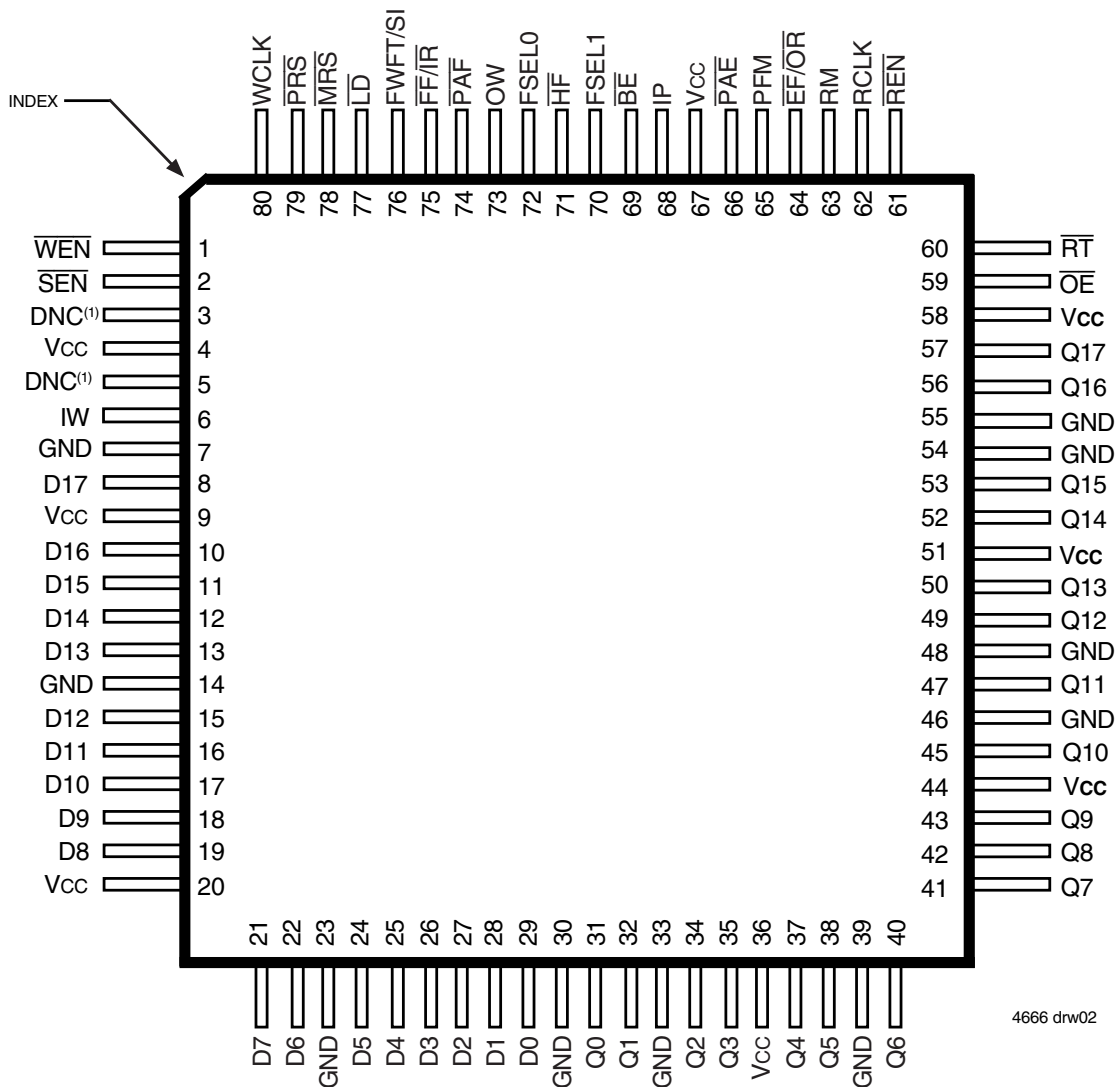 WCLK
PRS
MRS
LD
FWFT/SI
FF/IR
PAF
OW
FSEL0
HF
FSEL1
BE
IP
VCC
PAE
PFM
EF/OR
RM
RCLK
REN
INDEX
80 79 78 77 76 75 74 73 72 71 70 69 68 67 66 65 64 63 62 61
WEN 1
SEN 2
DNC(1) 3
VCC 4
DNC(1) 5
IW 6
GND 7
D17 8
VCC 9
D16 10
D15 11
D14 12
D13 13
GND 14
D12 15
D11 16
D10 17
D9 18
D8 19
VCC 20
60 RT
59 OE
58 Vcc
57 Q17
56 Q16
55 GND
54 GND
53 Q15
52 Q14
51 Vcc
50 Q13
49 Q12
48 GND
47 Q11
46 GND
45 Q10
44 Vcc
43 Q9
42 Q8
41 Q7
21 22 23 24 25 26 27 28 29 30 31 32 33 34 35 36 37 38 39 40
D7
D6
GND
D5
D4
D3
D2
D1
D0
GND
Q0
Q1
GND
Q2
Q3
VCC
Q4
Q5
GND
Q6
4666 drw02